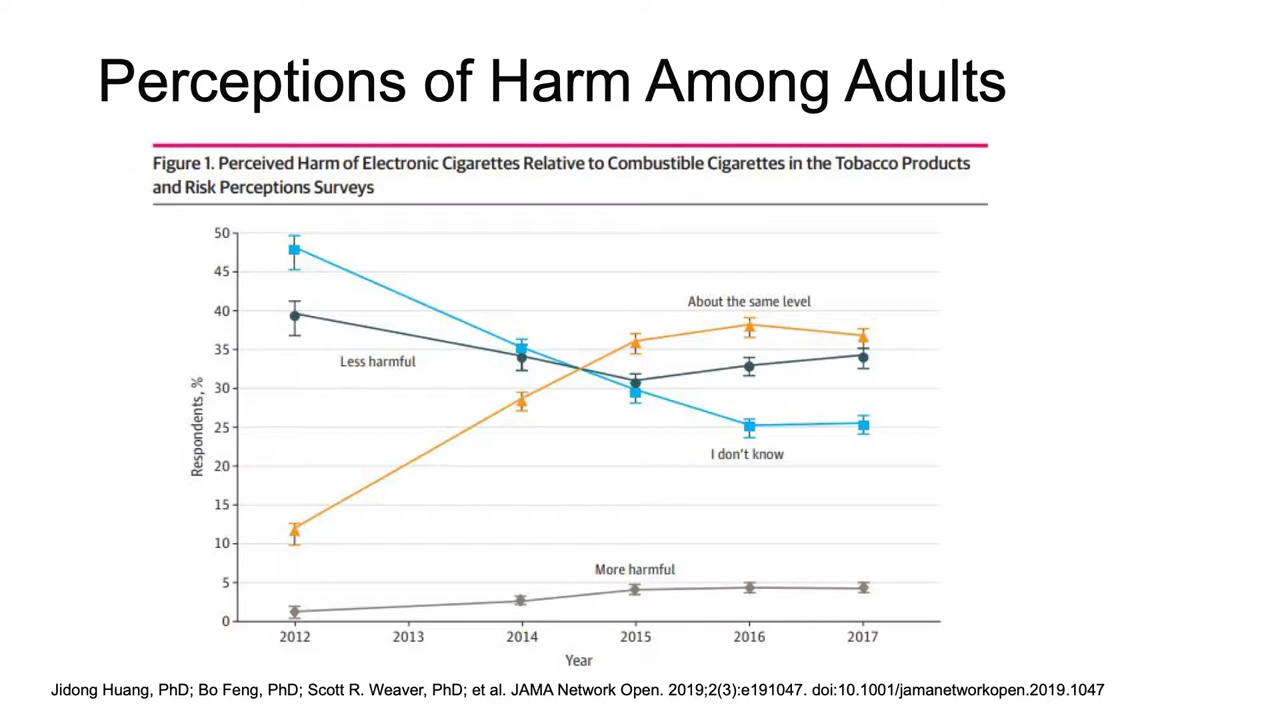 Perceptions of Harm Among Adults
Figure 1. Perceived Harm of Electronic Cigarettes Relative to Combustible Cigarettes in the Tobacco Products
and Risk Perceptions Surveys
50
45
40
35
30
25
20
15
10
5
0
Respondents, %
About the same level
Less harmful
I don't know
More harmful
2012 2013 2014 2015 2016 2017
Year
Jidong Huang, PhD; Bo Feng, PhD; Scott R. Weaver, PhD; et al. JAMA Network Open. 2019;2(3):e191047. doi:10.1001/jamanetworkopen.2019.1047